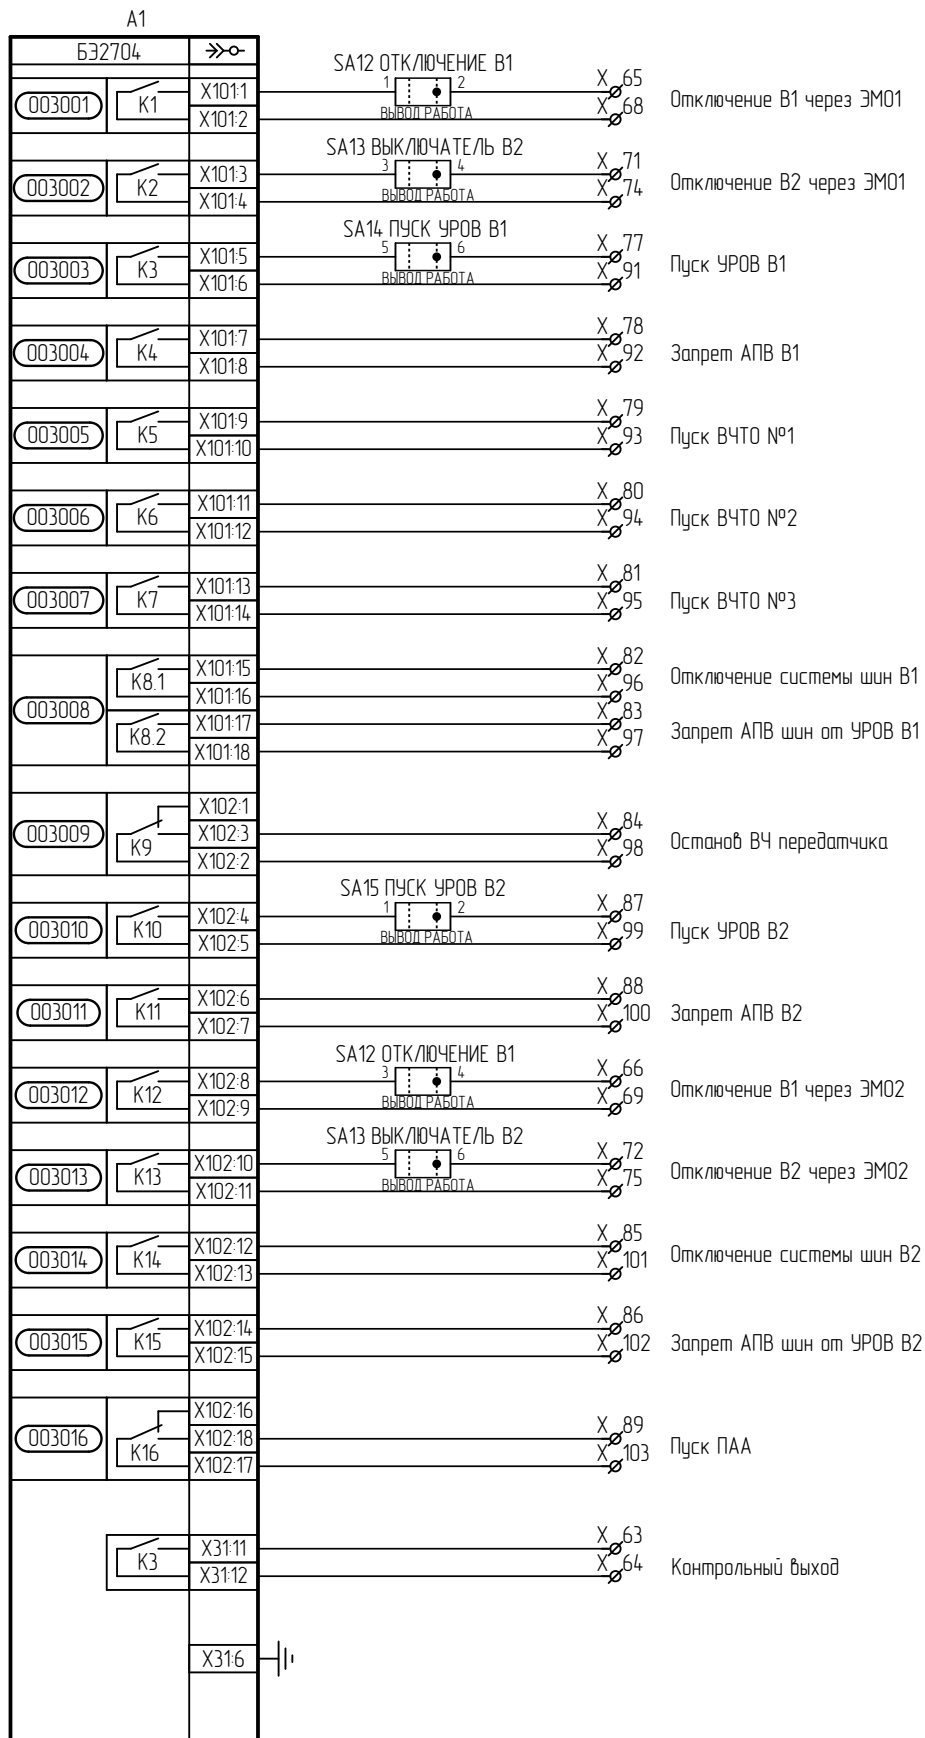 A1
БЭ2704
SA12 ОТКЛЮЧЕНИЕ В1
003001 K1 X101:1 1 2 X 65
X101:2 ВЫВОД РАБОТА X 68
Отключение В1 через ЭМО1
SA13 ВЫКЛЮЧАТЕЛЬ В2
003002 K2 X101:3 3 4 X 71
X101:4 ВЫВОД РАБОТА X 74
Отключение В2 через ЭМО1
SA14 ПУСК УРОВ В1
003003 K3 X101:5 5 6 X 77
X101:6 ВЫВОД РАБОТА X 91
Пуск УРОВ В1
003004 K4 X101:7 X 78
X101:8 X 92
Запрет АПВ В1
003005 K5 X101:9 X 79
X101:10 X 93
Пуск ВЧТО №1
003006 K6 X101:11 X 80
X101:12 X 94
Пуск ВЧТО №2
003007 K7 X101:13 X 81
X101:14 X 95
Пуск ВЧТО №3
003008 K8.1 X101:15 X 82
X101:16 X 96
Отключение системы шин В1
K8.2 X101:17 X 83
X101:18 X 97
Запрет АПВ шин от УРОВ В1
X102:1
003009 K9 X102:3 X 84
X102:2 X 98
Останов ВЧ передатчика
SA15 ПУСК УРОВ В2
003010 K10 X102:4 1 2 X 87
X102:5 ВЫВОД РАБОТА X 99
Пуск УРОВ В2
003011 K11 X102:6 X 88
X102:7 X 100
Запрет АПВ В2
SA12 ОТКЛЮЧЕНИЕ В1
003012 K12 X102:8 3 4 X 66
X102:9 ВЫВОД РАБОТА X 69
Отключение В1 через ЭМО2
SA13 ВЫКЛЮЧАТЕЛЬ В2
003013 K13 X102:10 5 6 X 72
X102:11 ВЫВОД РАБОТА X 75
Отключение В2 через ЭМО2
003014 K14 X102:12 X 85
X102:13 X 101
Отключение системы шин В2
003015 K15 X102:14 X 86
X102:15 X 102
Запрет АПВ шин от УРОВ В2
X102:16
003016 K16 X102:18 X 89
X102:17 X 103
Пуск ПАА
K3 X31:11 X 63
X31:12 X 64
Контрольный выход
X31:6